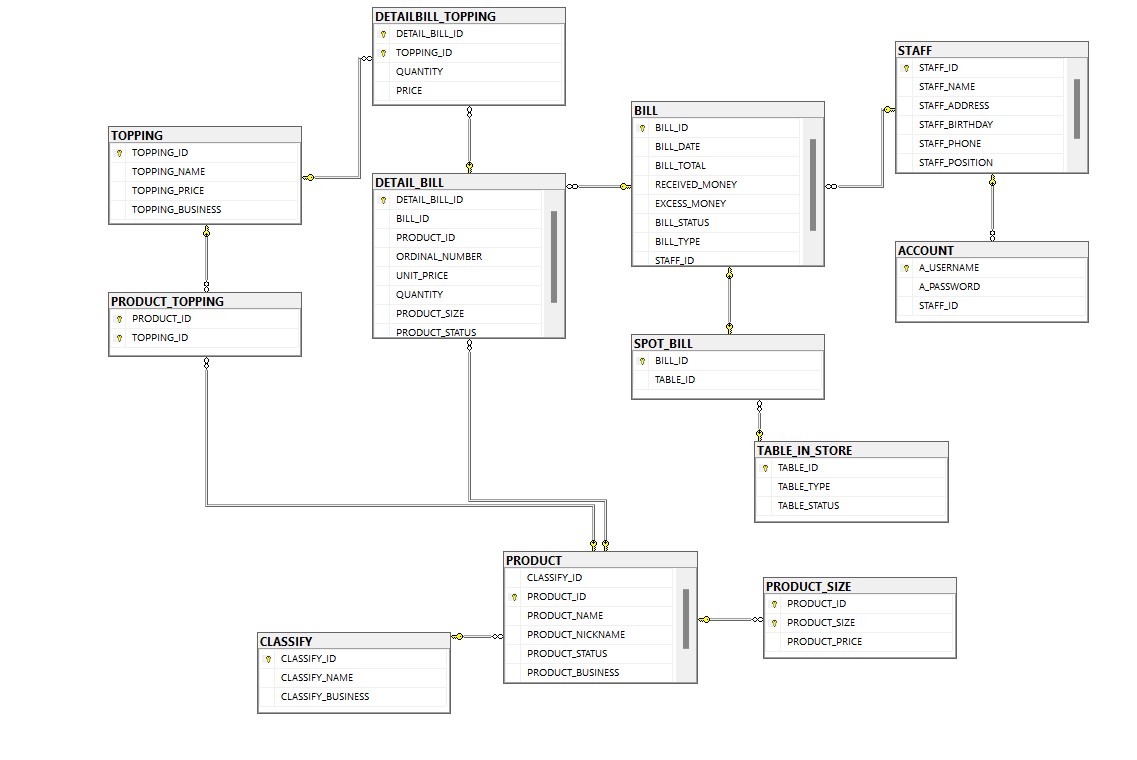 DETAILBILL_TOPPING
DETAIL_BILL_ID
TOPPING_ID
QUANTITY
PRICE
STAFF
STAFF_ID
STAFF_NAME
STAFF_ADDRESS
STAFF_BIRTHDAY
STAFF_PHONE
STAFF_POSITION
BILL
BILL_ID
BILL_DATE
BILL_TOTAL
RECEIVED_MONEY
EXCESS_MONEY
BILL_STATUS
BILL_TYPE
STAFF_ID
TOPPING
TOPPING_ID
TOPPING_NAME
TOPPING_PRICE
TOPPING_BUSINESS
DETAIL_BILL
DETAIL_BILL_ID
BILL_ID
PRODUCT_ID
ORDINAL_NUMBER
UNIT_PRICE
QUANTITY
PRODUCT_SIZE
PRODUCT_STATUS
ACCOUNT
A_USERNAME
A_PASSWORD
STAFF_ID
PRODUCT_TOPPING
PRODUCT_ID
TOPPING_ID
SPOT_BILL
BILL_ID
TABLE_ID
TABLE_IN_STORE
TABLE_ID
TABLE_TYPE
TABLE_STATUS
PRODUCT
CLASSIFY_ID
PRODUCT_ID
PRODUCT_NAME
PRODUCT_NICKNAME
PRODUCT_STATUS
PRODUCT_BUSINESS
PRODUCT_SIZE
PRODUCT_ID
PRODUCT_SIZE
PRODUCT_PRICE
CLASSIFY
CLASSIFY_ID
CLASSIFY_NAME
CLASSIFY_BUSINESS